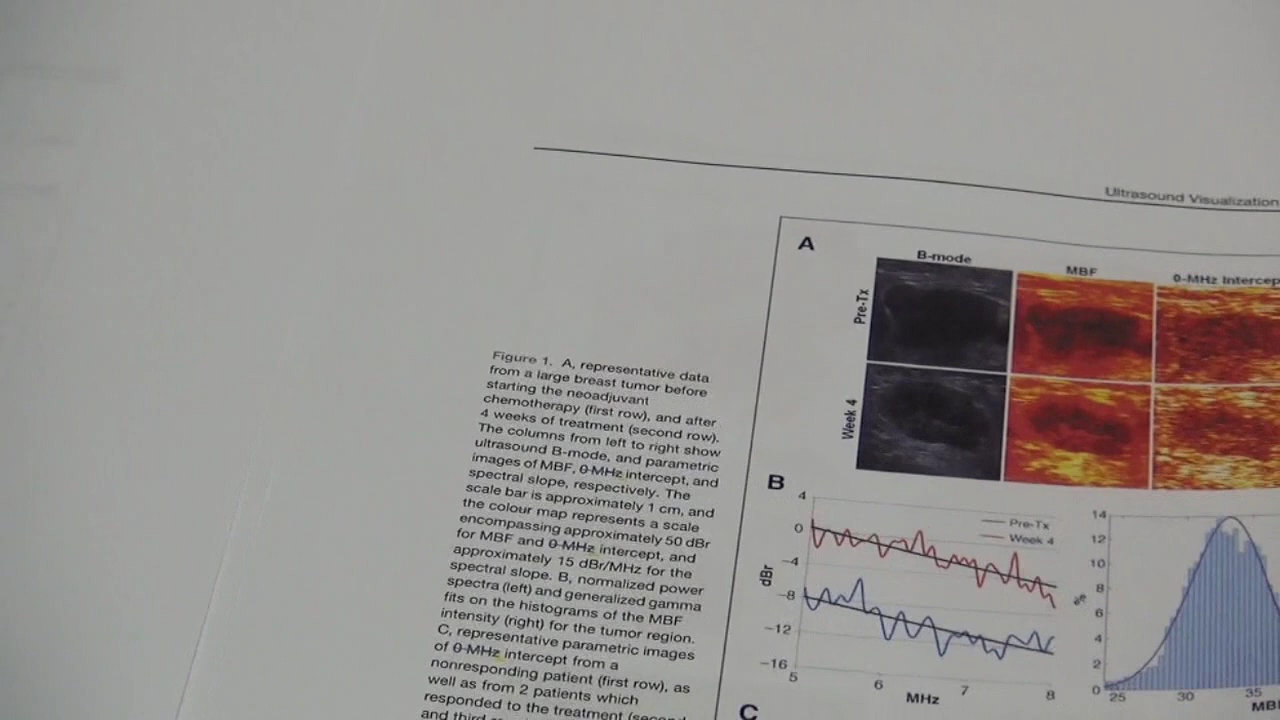 Ultrasound Visualization
Figure 1. A, representative data
from a large breast tumor before
starting the neoadjuvant
chemotherapy (first row), and after
4 weeks of treatment (second row).
The columns from left to right show
ultrasound B-mode, and parametric
images of MBF, 0-MHz intercept, and
spectral slope, respectively. The
scale bar is approximately 1 cm, and
the colour map represents a scale
encompassing approximately 50 dBr
for MBF and 0-MHz intercept, and
approximately 15 dBr/MHz for the
spectral slope. B, normalized power
spectra (left) and generalized gamma
fits on the histograms of the MBF
intensity (right) for the tumor region.
C, representative parametric images
of 0-MHz intercept from a
nonresponding patient (first row), as
well as from 2 patients which
responded to the treatment (second
A
B-mode MBF 0-MHz Intercep
Pre-Tx
Week 4
B
4
0
−4
−8
−12
−16
dBr
5 6 7 8
MHz
Pre-Tx
Week 4
14
12
10
8
6
4
2
0
%
25 30 35
MB
C